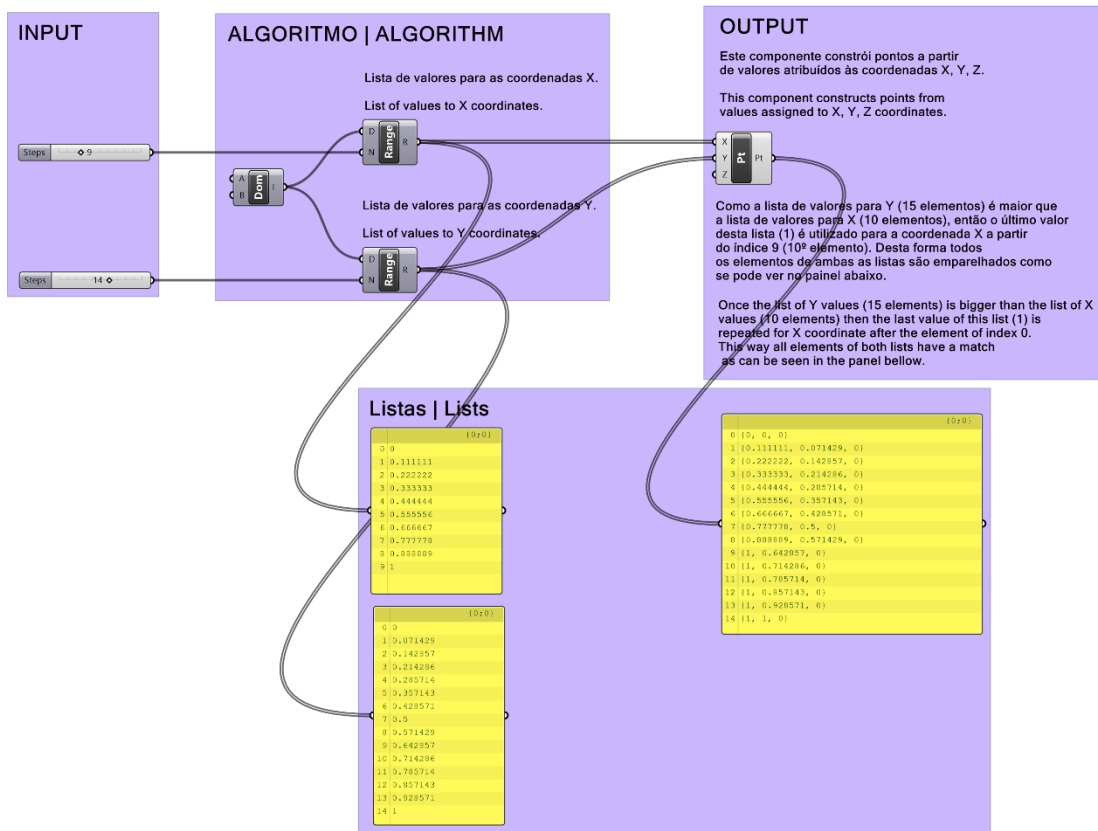 INPUT
Steps 9
Steps 14
ALGORITMO | ALGORITHM
Lista de valores para as coordenadas X.
List of values to X coordinates.
D
N
Range
R
A
B
Dom
I
Lista de valores para as coordenadas Y.
List of values to Y coordinates.
D
N
Range
R
OUTPUT
Este componente constrói pontos a partir
de valores atribuídos às coordenadas X, Y, Z.
This component constructs points from
values assigned to X, Y, Z coordinates.
X
Y
Z
Pt
Pt
Como a lista de valores para Y (15 elementos) é maior que
a lista de valores para X (10 elementos), então o último valor
desta lista (1) é utilizado para a coordenada X a partir
do índice 9 (10º elemento). Desta forma todos
os elementos de ambas as listas são emparelhados como
se pode ver no painel abaixo.
Once the list of Y values (15 elements) is bigger than the list of X
values (10 elements) then the last value of this list (1) is
repeated for X coordinate after the element of index 0.
This way all elements of both lists have a match
as can be seen in the panel bellow.
Listas | Lists
{0;0}
0 0
1 0.111111
2 0.222222
3 0.333333
4 0.444444
5 0.555556
6 0.666667
7 0.777778
8 0.888889
9 1
{0;0}
0 0
1 0.071429
2 0.142857
3 0.214286
4 0.285714
5 0.357143
6 0.428571
7 0.5
8 0.571429
9 0.642857
10 0.714286
11 0.785714
12 0.857143
13 0.928571
14 1
{0;0}
0 {0, 0, 0}
1 {0.111111, 0.071429, 0}
2 {0.222222, 0.142857, 0}
3 {0.333333, 0.214286, 0}
4 {0.444444, 0.285714, 0}
5 {0.555556, 0.357143, 0}
6 {0.666667, 0.428571, 0}
7 {0.777778, 0.5, 0}
8 {0.888889, 0.571429, 0}
9 {1, 0.642857, 0}
10 {1, 0.714286, 0}
11 {1, 0.785714, 0}
12 {1, 0.857143, 0}
13 {1, 0.928571, 0}
14 {1, 1, 0}